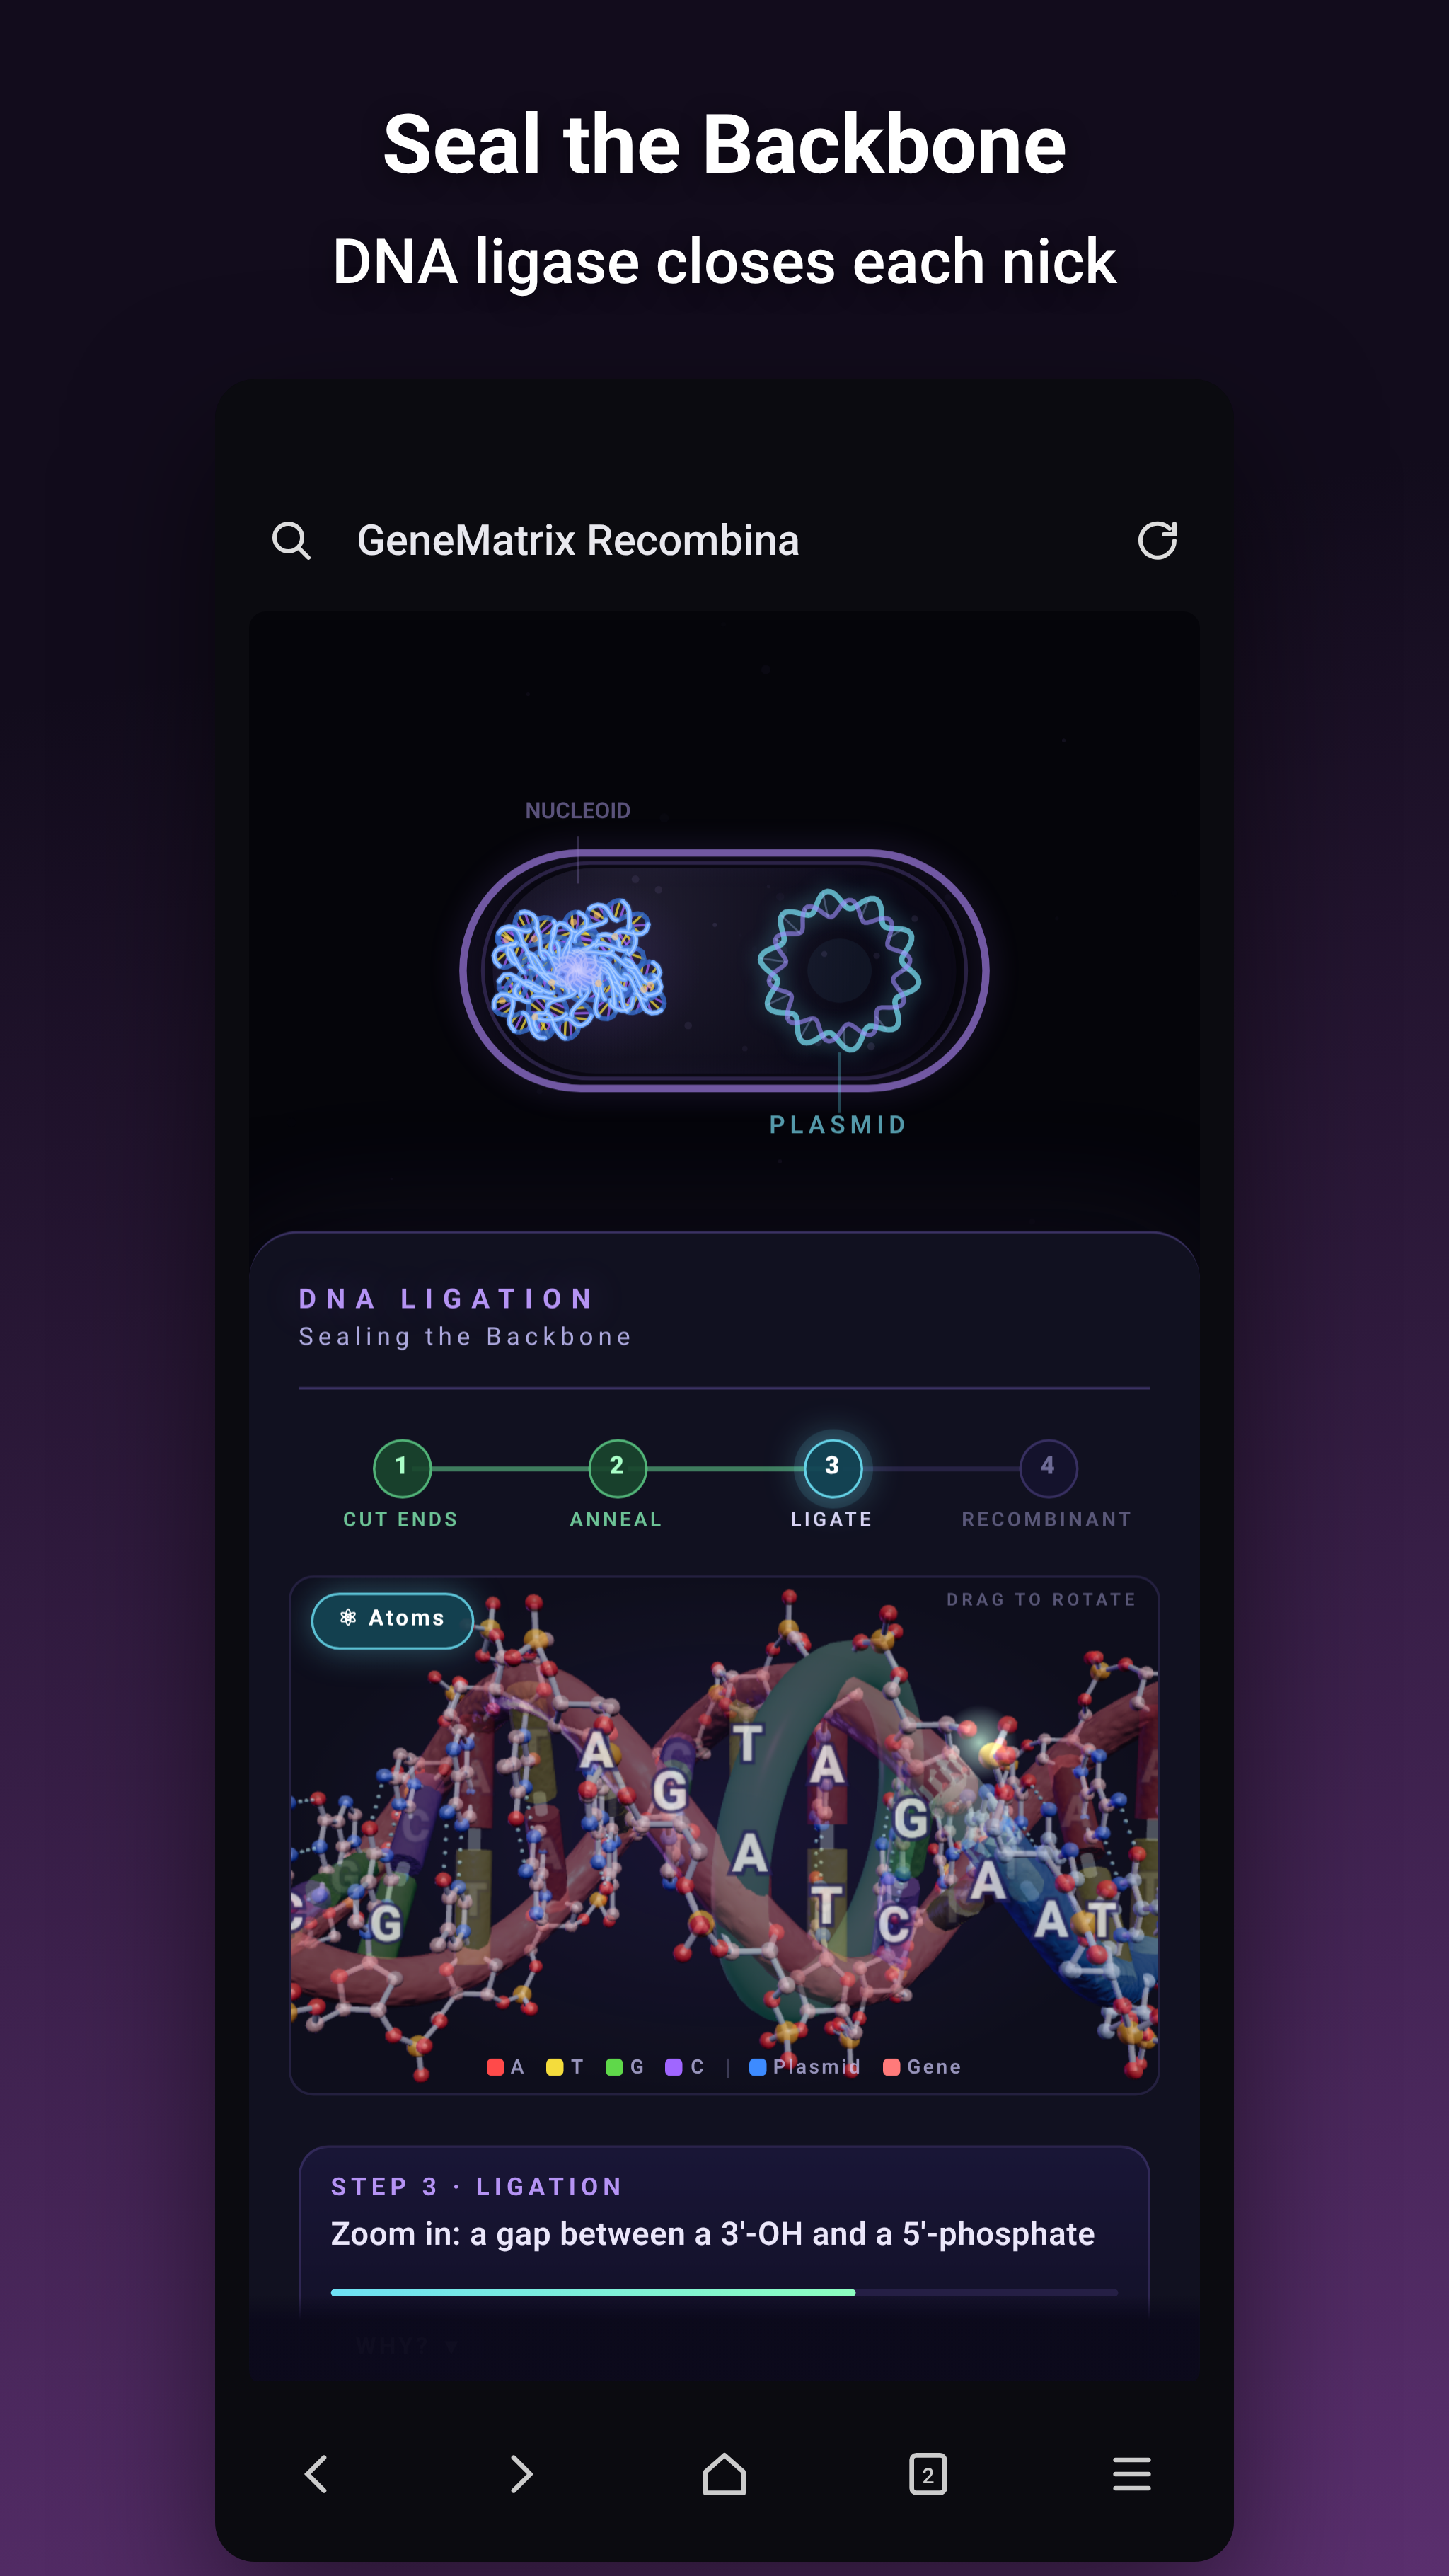 Seal the Backbone
DNA ligase closes each nick
GeneMatrix Recombina
NUCLEOID
PLASMID
DNA LIGATION
Sealing the Backbone
1 2 3 4
CUT ENDS ANNEAL LIGATE RECOMBINANT
⚛ Atoms
DRAG TO ROTATE
T
A A
G G
A A
C G T C A T
A T G C | Plasmid Gene
STEP 3 · LIGATION
Zoom in: a gap between a 3'-OH and a 5'-phosphate
WHY? ▼
2